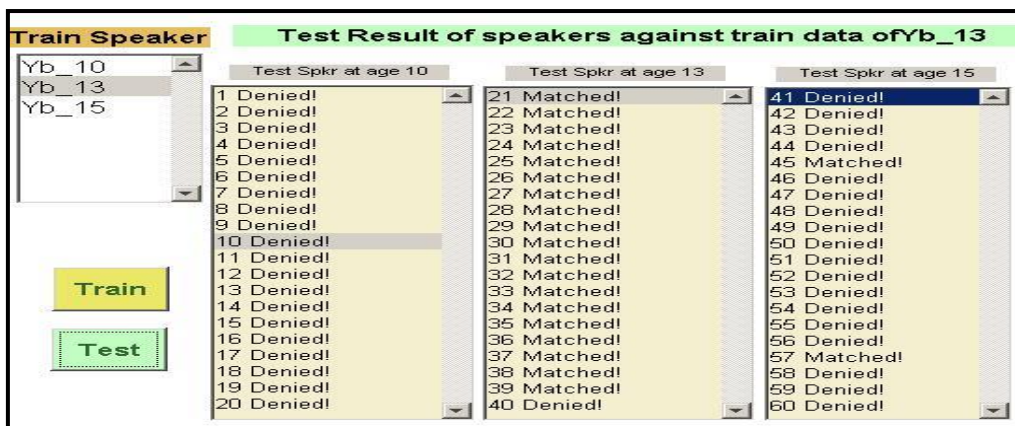 Train Speaker
Test Result of speakers against train data ofYb_13
Yb_10
Yb_13
Yb_15
Train
Test
Test Spkr at age 10
1 Denied!
2 Denied!
3 Denied!
4 Denied!
5 Denied!
6 Denied!
7 Denied!
8 Denied!
9 Denied!
10 Denied!
11 Denied!
12 Denied!
13 Denied!
14 Denied!
15 Denied!
16 Denied!
17 Denied!
18 Denied!
19 Denied!
20 Denied!
Test Spkr at age 13
21 Matched!
22 Matched!
23 Matched!
24 Matched!
25 Matched!
26 Matched!
27 Matched!
28 Matched!
29 Matched!
30 Matched!
31 Matched!
32 Matched!
33 Matched!
34 Matched!
35 Matched!
36 Matched!
37 Matched!
38 Matched!
39 Matched!
40 Denied!
Test Spkr at age 15
41 Denied!
42 Denied!
43 Denied!
44 Denied!
45 Matched!
46 Denied!
47 Denied!
48 Denied!
49 Denied!
50 Denied!
51 Denied!
52 Denied!
53 Denied!
54 Denied!
55 Denied!
56 Denied!
57 Matched!
58 Denied!
59 Denied!
60 Denied!